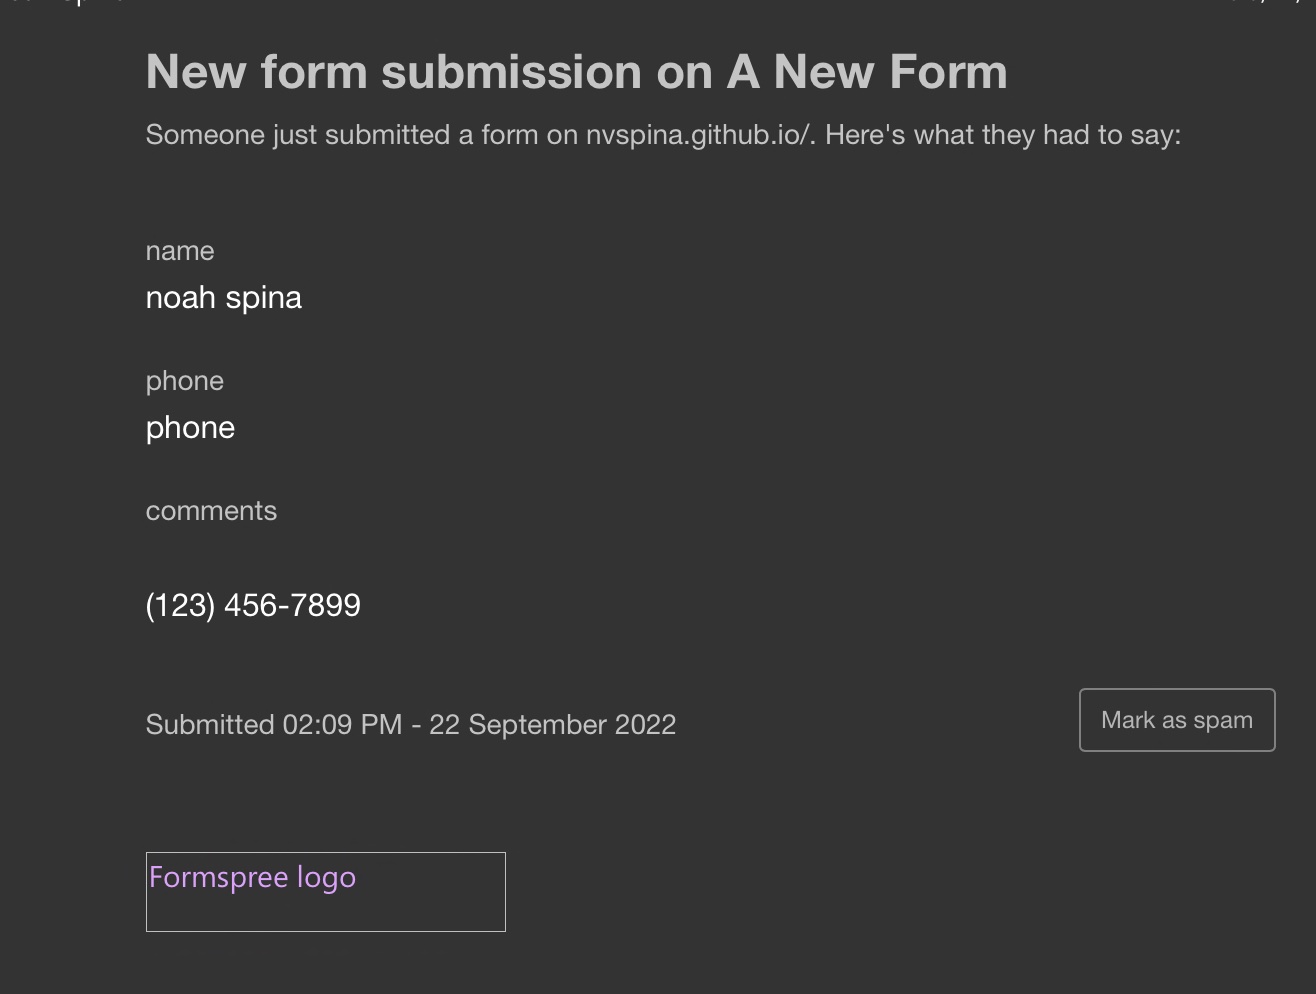 New form submission on A New Form
Someone just submitted a form on nvspina.github.io/. Here's what they had to say:
name
noah spina
phone
phone
comments
(123) 456-7899
Submitted 02:09 PM - 22 September 2022
Mark as spam
Formspree logo